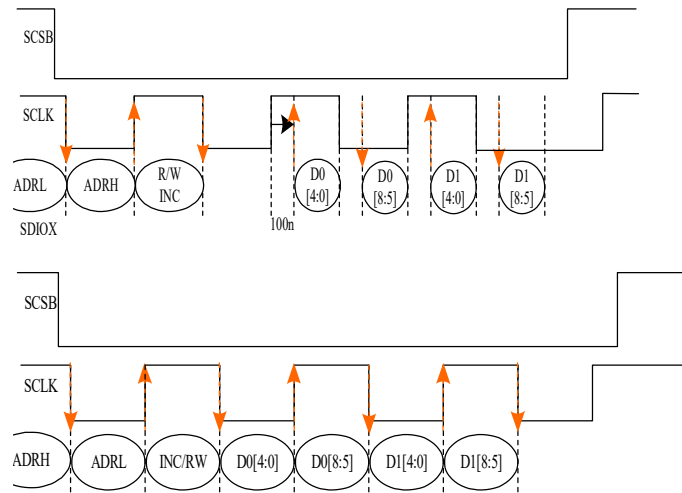 SCSB
SCLK
ADRL ADRH R/W INC D0 [4:0] D0 [8:5] D1 [4:0] D1 [8:5]
SDIOX 100n
SCSB
SCLK
ADRH ADRL INC/RW D0[4:0] D0[8:5] D1[4:0] D1[8:5]